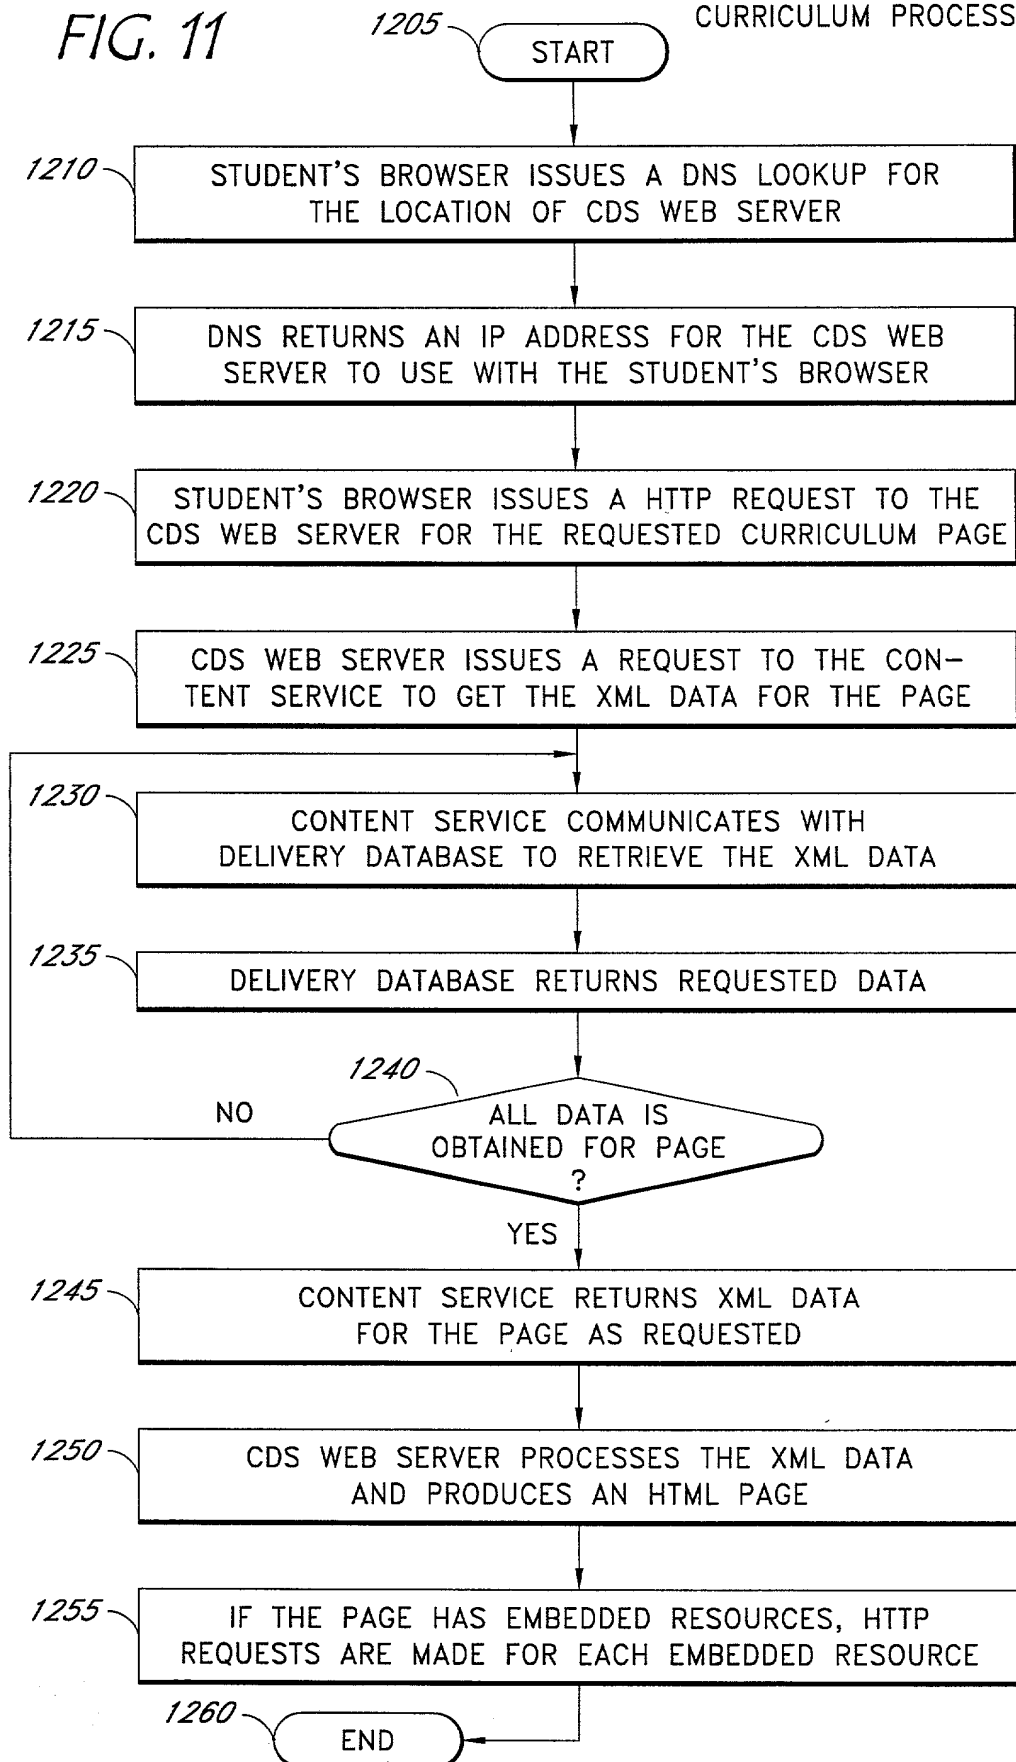 FIG. 11
CURRICULUM PROCESS
1205
START
1210
STUDENT'S BROWSER ISSUES A DNS LOOKUP FOR
THE LOCATION OF CDS WEB SERVER
1215
DNS RETURNS AN IP ADDRESS FOR THE CDS WEB
SERVER TO USE WITH THE STUDENT'S BROWSER
1220
STUDENT'S BROWSER ISSUES A HTTP REQUEST TO THE
CDS WEB SERVER FOR THE REQUESTED CURRICULUM PAGE
1225
CDS WEB SERVER ISSUES A REQUEST TO THE CON-
TENT SERVICE TO GET THE XML DATA FOR THE PAGE
1230
CONTENT SERVICE COMMUNICATES WITH
DELIVERY DATABASE TO RETRIEVE THE XML DATA
1235
DELIVERY DATABASE RETURNS REQUESTED DATA
1240
ALL DATA IS
OBTAINED FOR PAGE
?
NO
YES
1245
CONTENT SERVICE RETURNS XML DATA
FOR THE PAGE AS REQUESTED
1250
CDS WEB SERVER PROCESSES THE XML DATA
AND PRODUCES AN HTML PAGE
1255
IF THE PAGE HAS EMBEDDED RESOURCES, HTTP
REQUESTS ARE MADE FOR EACH EMBEDDED RESOURCE
1260
END